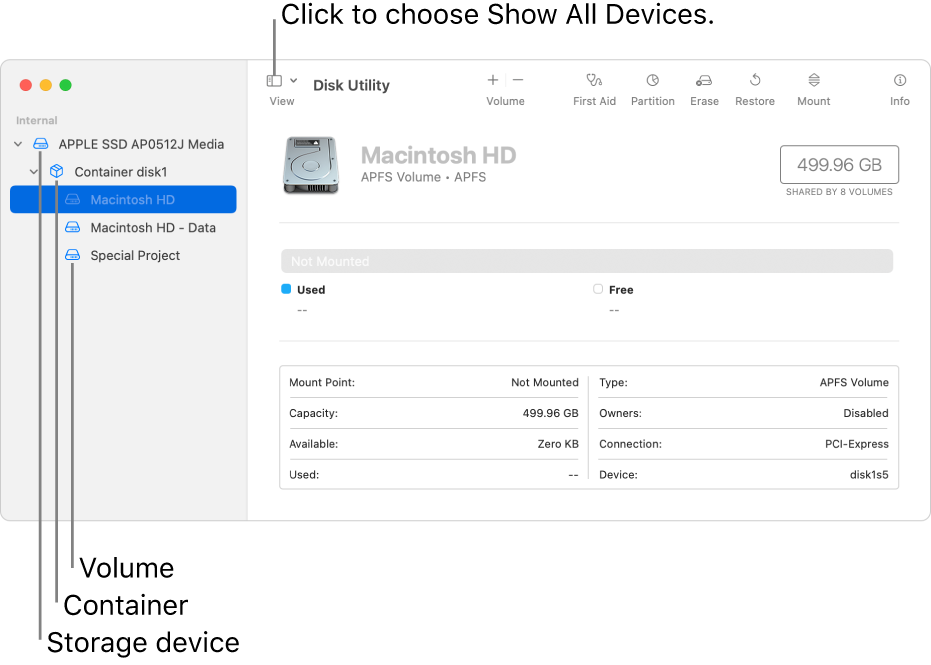 Click to choose Show All Devices.
View
Disk Utility
Volume
First Aid
Partition
Erase
Restore
Mount
Info
Internal
APPLE SSD AP0512J Media
Container disk1
Macintosh HD
Macintosh HD - Data
Special Project
Macintosh HD
APFS Volume • APFS
499.96 GB
SHARED BY 8 VOLUMES
Not Mounted
Used
--
Free
--
Mount Point: Not Mounted
Capacity: 499.96 GB
Available: Zero KB
Used: --
Type: APFS Volume
Owners: Disabled
Connection: PCI-Express
Device: disk1s5
Volume
Container
Storage device